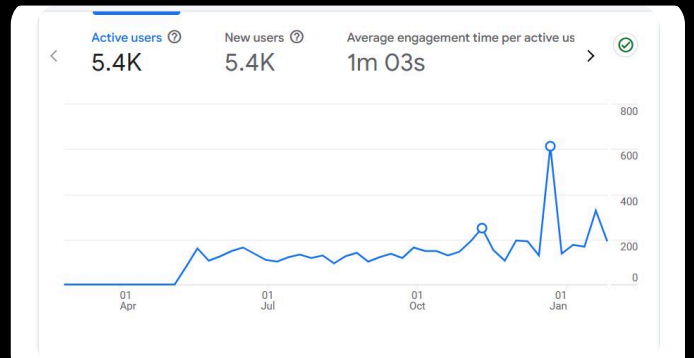 Active users New users Average engagement time per active us
5.4K 5.4K 1m 03s
800
600
400
200
0
01 01 01 01
Apr Jul Oct Jan